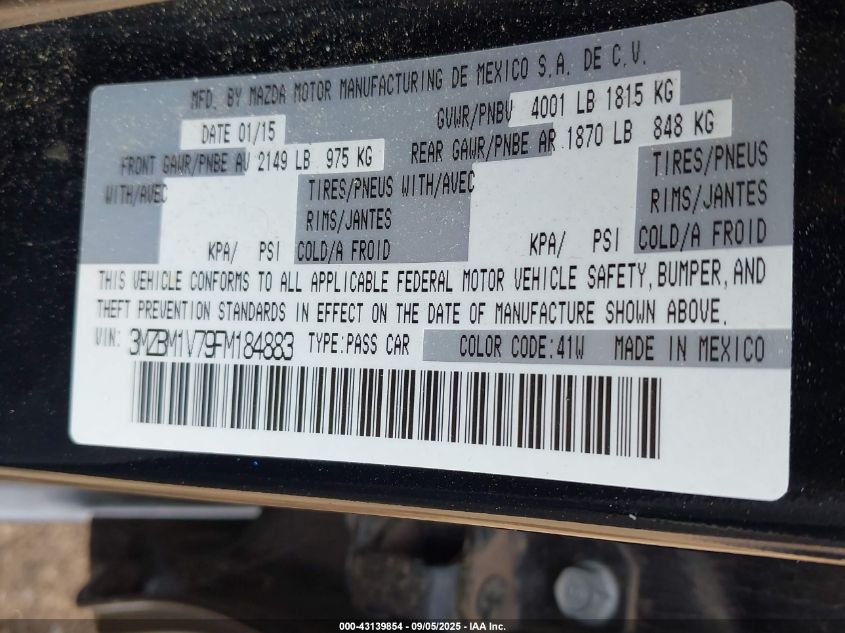 MFD. BY MAZDA MOTOR MANUFACTURING DE MEXICO S.A. DE C.V.
DATE 01/15 GVWR/PNBV 4001 LB 1815 KG
FRONT GAWR/PNBE AV 2149 LB 975 KG REAR GAWR/PNBE AR 1870 LB 848 KG
WITH/AVEC TIRES/PNEUS WITH/AVEC TIRES/PNEUS
RIMS/JANTES RIMS/JANTES
KPA/ PSI COLD/A FROID KPA/ PSI COLD/A FROID
THIS VEHICLE CONFORMS TO ALL APPLICABLE FEDERAL MOTOR VEHICLE SAFETY, BUMPER, AND
THEFT PREVENTION STANDARDS IN EFFECT ON THE DATE OF MANUFACTURE SHOWN ABOVE.
VIN: 3MZBM1V79FM184883 TYPE:PASS CAR COLOR CODE:41W MADE IN MEXICO
000-43139854 - 09/05/2025 - IAA Inc.